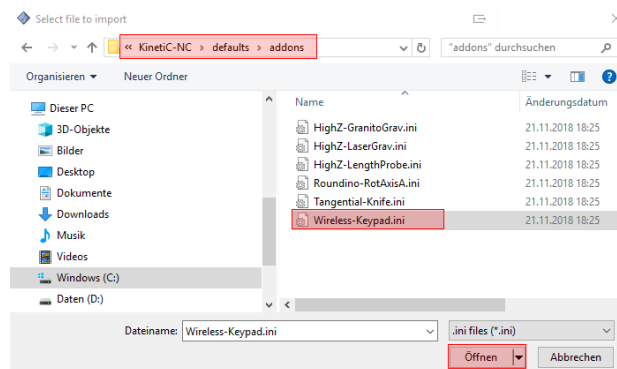 Select file to import
« KinetiC-NC › defaults › addons
"addons" durchsuchen
Organisieren
Neuer Ordner
Name
Änderungsdatum
Dieser PC
3D-Objekte
Bilder
Desktop
Dokumente
Downloads
Musik
Videos
Windows (C:)
Daten (D:)
HighZ-GranitoGrav.ini 21.11.2018 18:25
HighZ-LaserGrav.ini 21.11.2018 18:25
HighZ-LengthProbe.ini 21.11.2018 18:25
Roundino-RotAxisA.ini 21.11.2018 18:25
Tangential-Knife.ini 21.11.2018 18:25
Wireless-Keypad.ini 21.11.2018 18:25
Dateiname: Wireless-Keypad.ini
.ini files (*.ini)
Öffnen
Abbrechen